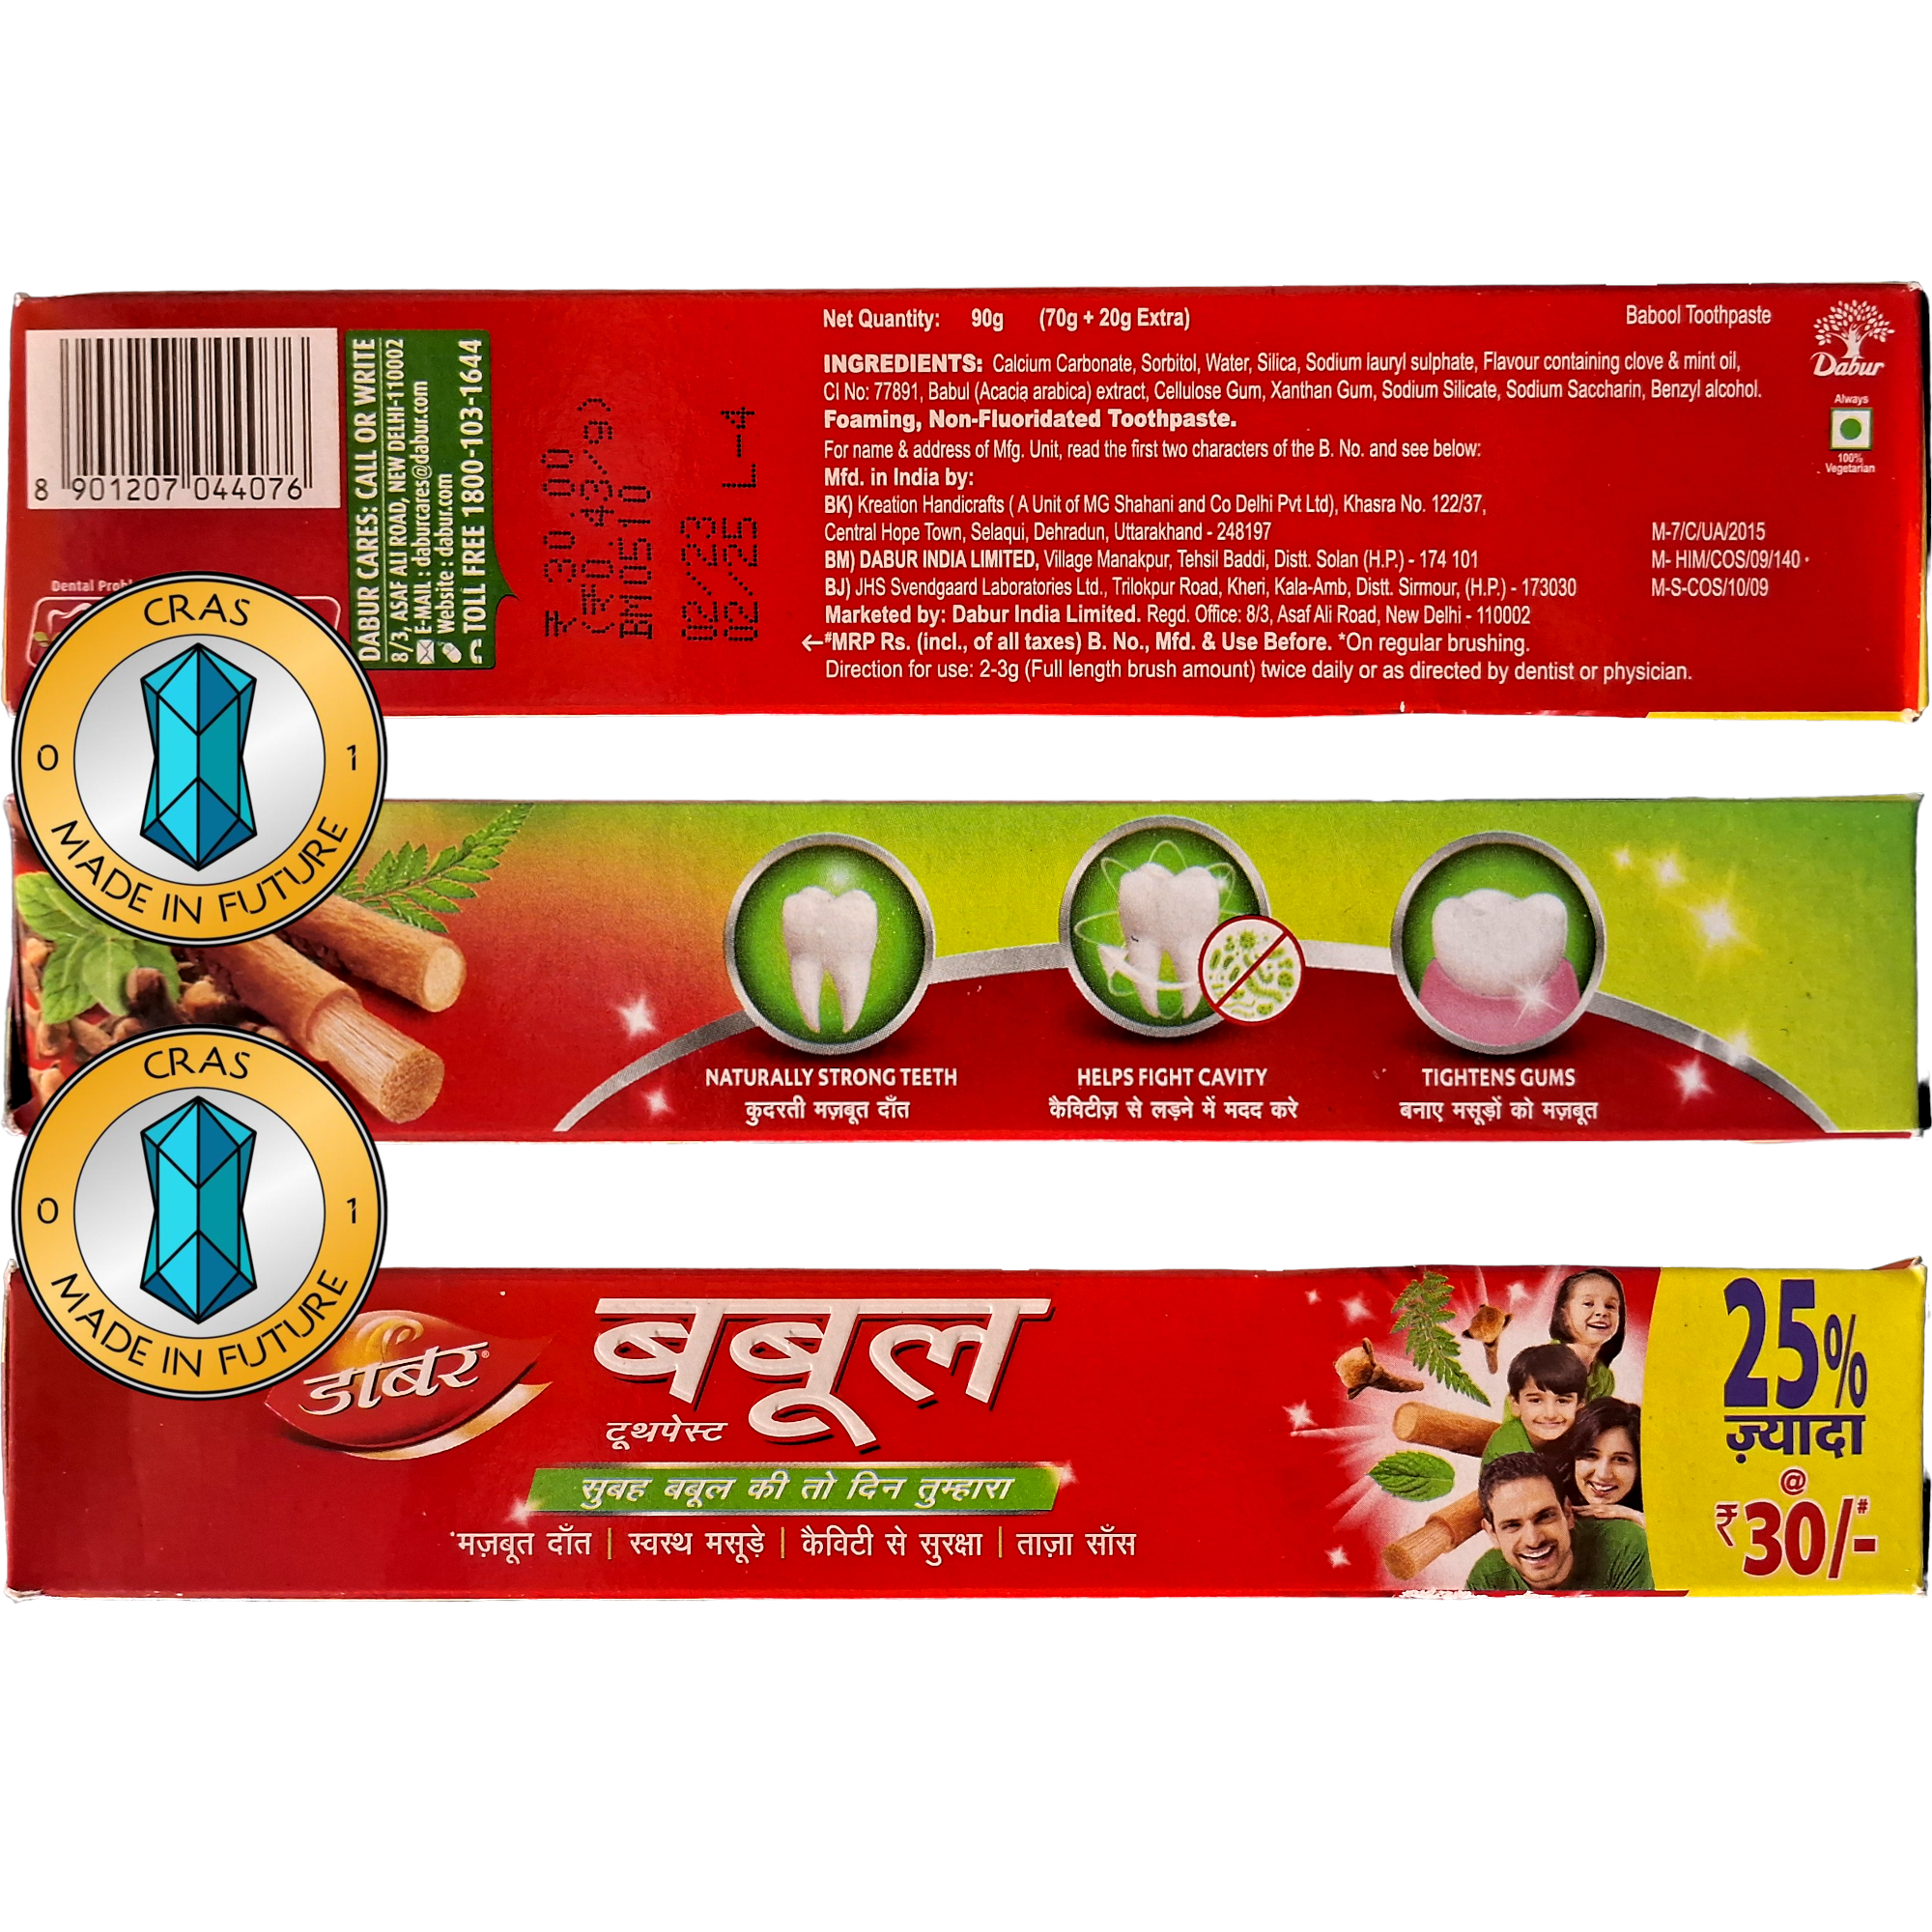 Net Quantity: 90g (70g + 20g Extra)
Babool Toothpaste
Dabur
INGREDIENTS: Calcium Carbonate, Sorbitol, Water, Silica, Sodium lauryl sulphate, Flavour containing clove & mint oil,
CI No: 77891, Babul (Acacia arabica) extract, Cellulose Gum, Xanthan Gum, Sodium Silicate, Sodium Saccharin, Benzyl alcohol.
Foaming, Non-Fluoridated Toothpaste.
Always
100%
Vegetarian
For name & address of Mfg. Unit, read the first two characters of the B. No. and see below:
Mfd. in India by:
BK) Kreation Handicrafts ( A Unit of MG Shahani and Co Delhi Pvt Ltd), Khasra No. 122/37,
Central Hope Town, Selaqui, Dehradun, Uttarakhand - 248197 M-7/C/UA/2015
BM) DABUR INDIA LIMITED, Village Manakpur, Tehsil Baddi, Distt. Solan (H.P.) - 174 101 M- HIM/COS/09/140
BJ) JHS Svendgaard Laboratories Ltd., Trilokpur Road, Kheri, Kala-Amb, Distt. Sirmour, (H.P.) - 173030 M-S-COS/10/09
Marketed by: Dabur India Limited. Regd. Office: 8/3, Asaf Ali Road, New Delhi - 110002
←#MRP Rs. (incl., of all taxes) B. No., Mfd. & Use Before. *On regular brushing.
Direction for use: 2-3g (Full length brush amount) twice daily or as directed by dentist or physician.
8 901207 044076
DABUR CARES: CALL OR WRITE
8/3, ASAF ALI ROAD, NEW DELHI-110002
E-MAIL : daburcares@dabur.com
Website : dabur.com
TOLL FREE 1800-103-1644
₹ 30.00
(₹0.43/g)
BM0510
02/23
02/25 L-4
Dental
CRAS
0 1
MADE IN FUTURE
NATURALLY STRONG TEETH
कुदरती मज़बूत दाँत
HELPS FIGHT CAVITY
कैविटीज़ से लड़ने में मदद करे
TIGHTENS GUMS
बनाए मसूड़ों को मज़बूत
CRAS
0 1
MADE IN FUTURE
डाबर®
बबूल
टूथपेस्ट
सुबह बबूल की तो दिन तुम्हारा
*मज़बूत दाँत | स्वस्थ मसूड़े | कैविटी से सुरक्षा | ताज़ा साँस
25%
ज़्यादा
@
₹30/-#